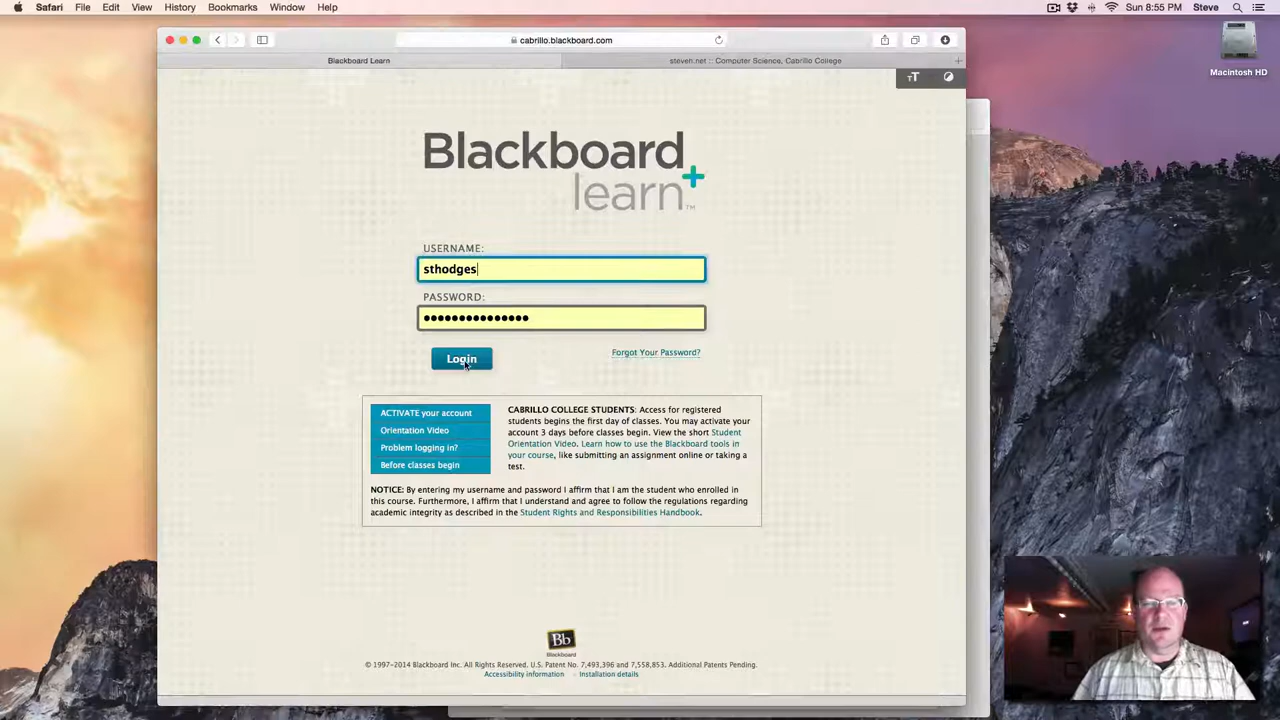 Safari File Edit View History Bookmarks Window Help Sun 8:55 PM Steve
cabrillo.blackboard.com
Blackboard Learn
steveh.net :: Computer Science, Cabrillo College
+
TT
Macintosh HD
Blackboard
learn+™
USERNAME:
sthodges
PASSWORD:
•••••••••••••••
Login
Forgot Your Password?
ACTIVATE your account
Orientation Video
Problem logging in?
Before classes begin
CABRILLO COLLEGE STUDENTS: Access for registered
students begins the first day of classes. You may activate your
account 3 days before classes begin. View the short Student
Orientation Video. Learn how to use the Blackboard tools in
your course, like submitting an assignment online or taking a
test.
NOTICE: By entering my username and password I affirm that I am the student who enrolled in
this course. Furthermore, I affirm that I understand and agree to follow the regulations regarding
academic integrity as described in the Student Rights and Responsibilities Handbook.
Bb
Blackboard
© 1997-2014 Blackboard Inc. All Rights Reserved. U.S. Patent No. 7,493,396 and 7,558,853. Additional Patents Pending.
Accessibility information Installation details